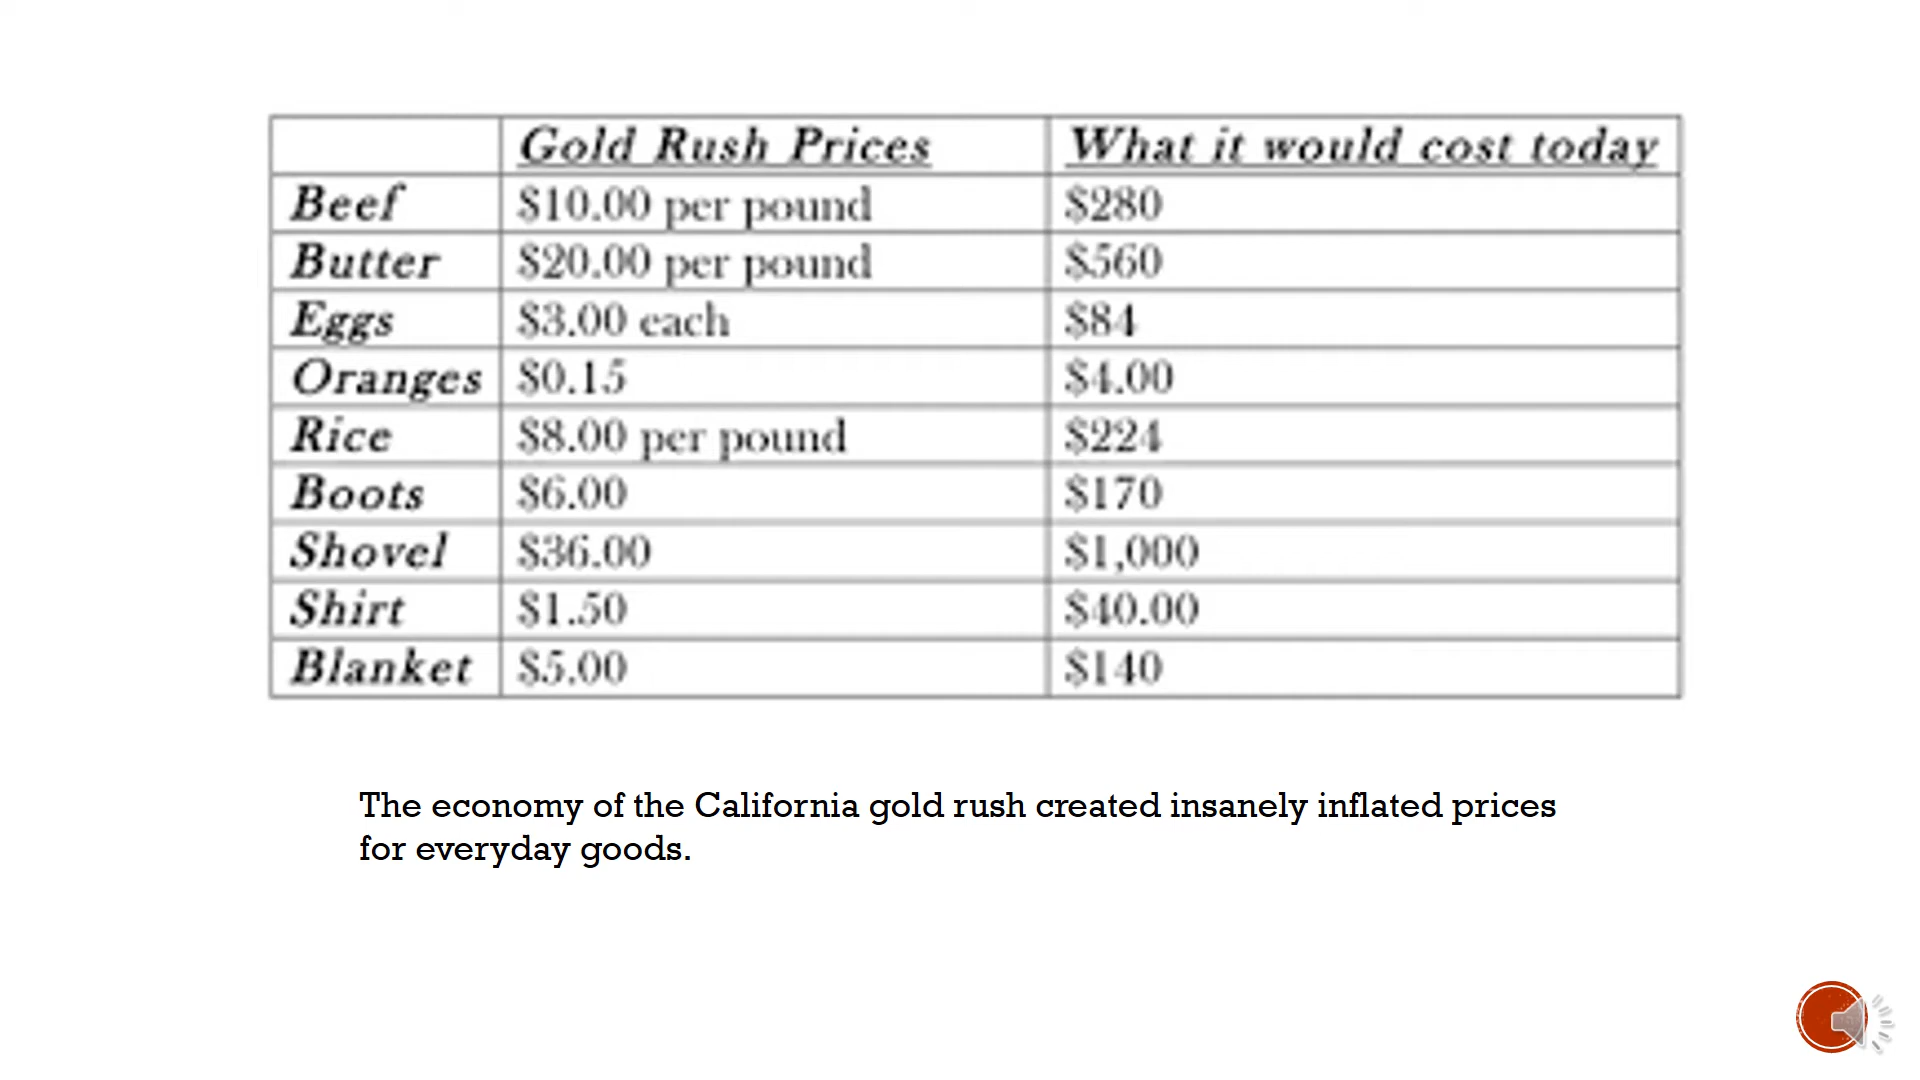 Gold Rush Prices What it would cost today
Beef $10.00 per pound $280
Butter $20.00 per pound $560
Eggs $3.00 each $84
Oranges $0.15 $4.00
Rice $8.00 per pound $224
Boots $6.00 $170
Shovel $36.00 $1,000
Shirt $1.50 $40.00
Blanket $5.00 $140
The economy of the California gold rush created insanely inflated prices
for everyday goods.